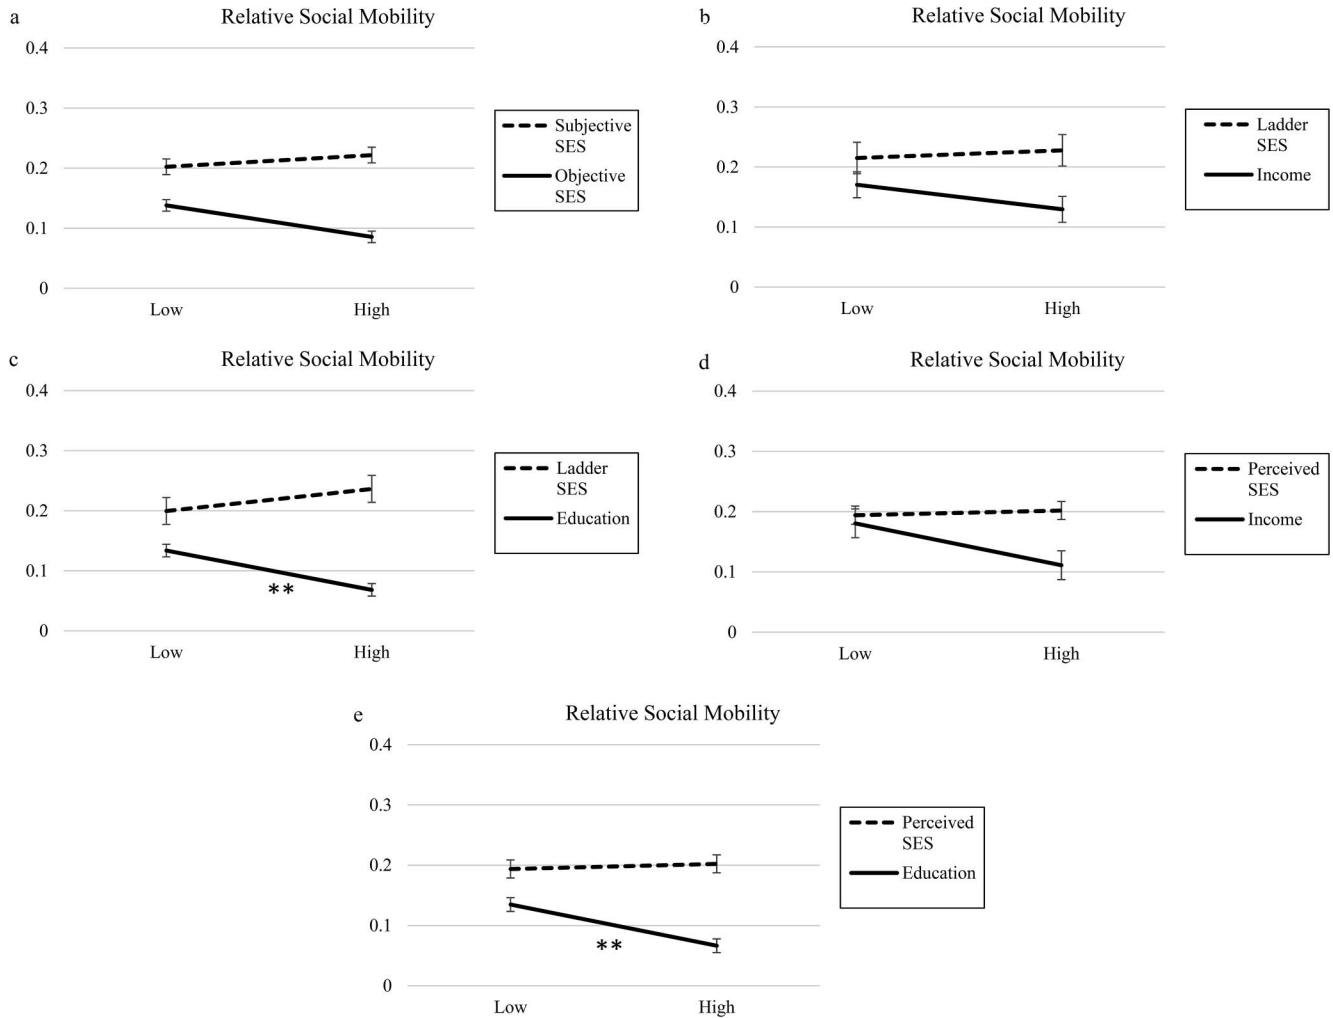 a
Relative Social Mobility
0.4
0.3
0.2
0.1
0
Low
High
Subjective
SES
Objective
SES
b
Relative Social Mobility
0.4
0.3
0.2
0.1
0
Low
High
Ladder
SES
Income
c
Relative Social Mobility
0.4
0.3
0.2
0.1
0
**
Low
High
Ladder
SES
Education
d
Relative Social Mobility
0.4
0.3
0.2
0.1
0
Low
High
Perceived
SES
Income
e
Relative Social Mobility
0.4
0.3
0.2
0.1
0
**
Low
High
Perceived
SES
Education